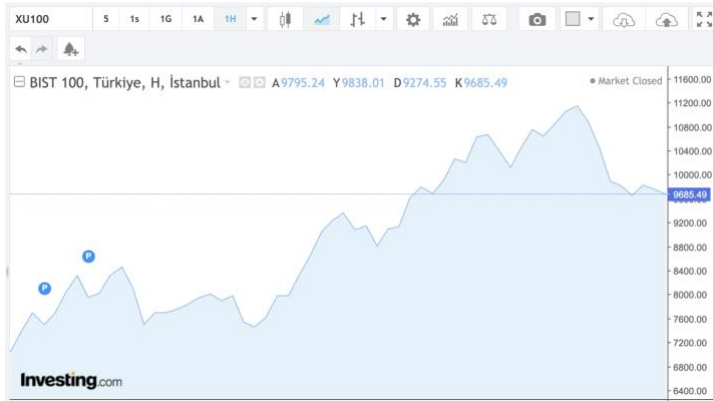 XU100 5 1s 1G 1A 1H
BIST 100, Türkiye, H, İstanbul A9795.24 Y9838.01 D9274.55 K9685.49 Market Closed
11600.00
11200.00
10800.00
10400.00
10000.00
9685.49
9200.00
8800.00
8400.00
8000.00
7600.00
7200.00
6800.00
6400.00
P
P
Investing.com